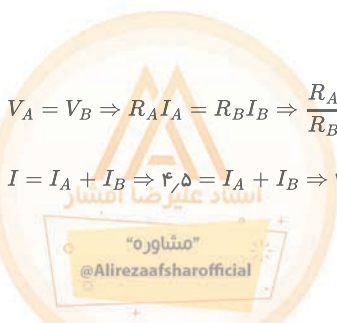 V_A = V_B ⇒ R_A I_A = R_B I_B ⇒ R_A / R_B
I = I_A + I_B ⇒ ۴٫۵ = I_A + I_B ⇒
استاد علیرضا افشار
"مشاوره"
@Alirezaafsharofficial